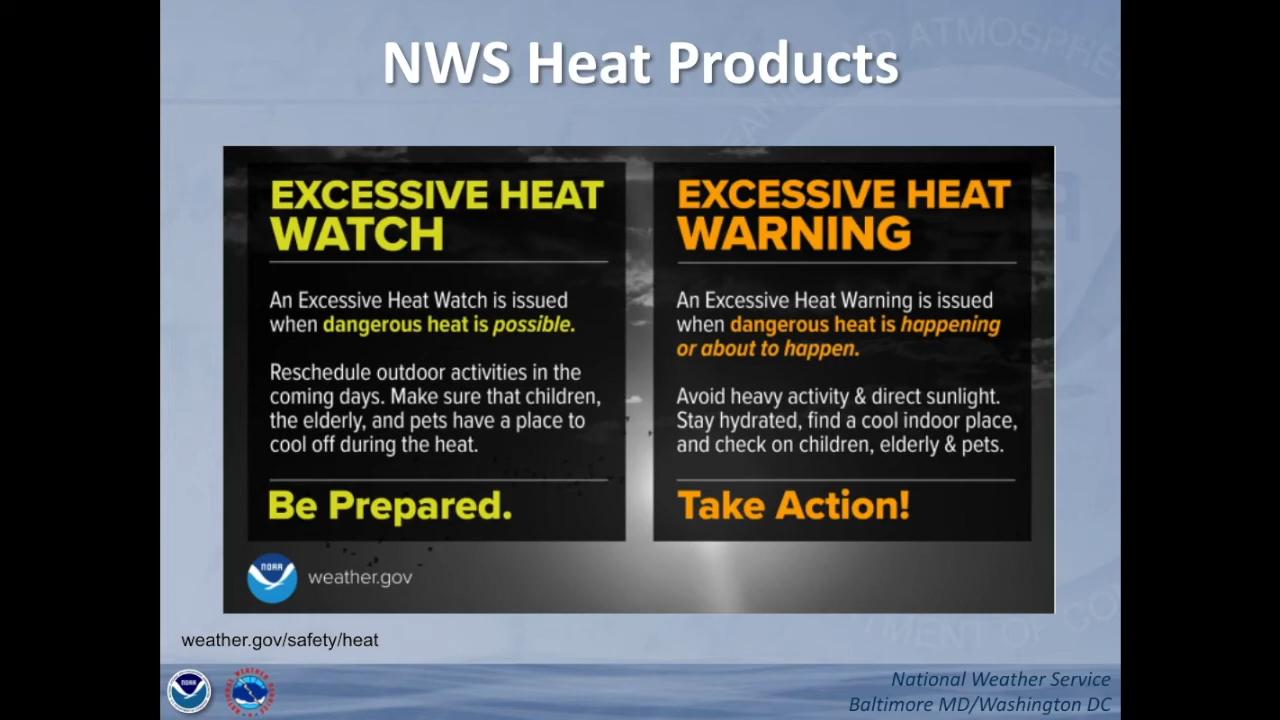 NWS Heat Products
EXCESSIVE HEAT
WATCH
An Excessive Heat Watch is issued
when dangerous heat is possible.
Reschedule outdoor activities in the
coming days. Make sure that children,
the elderly, and pets have a place to
cool off during the heat.
Be Prepared.
EXCESSIVE HEAT
WARNING
An Excessive Heat Warning is issued
when dangerous heat is happening
or about to happen.
Avoid heavy activity & direct sunlight.
Stay hydrated, find a cool indoor place,
and check on children, elderly & pets.
Take Action!
NOAA
weather.gov
weather.gov/safety/heat
NOAA
National Weather Service
Baltimore MD/Washington DC